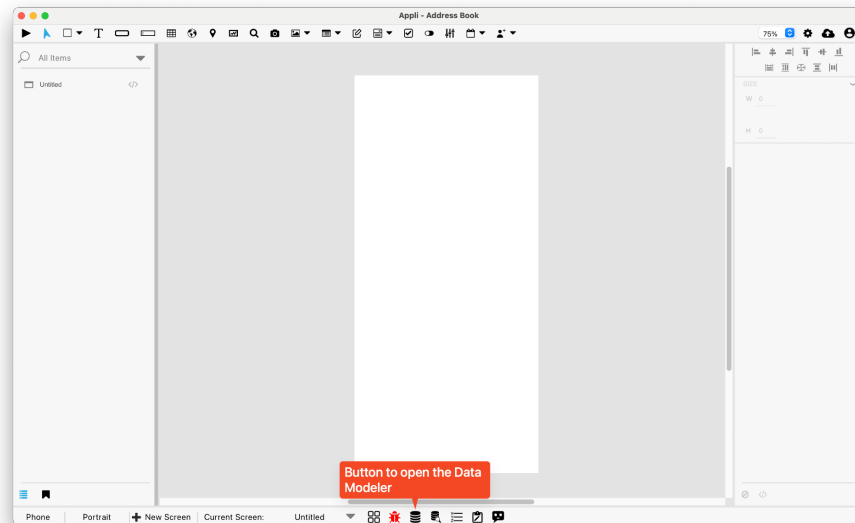 Appli - Address Book
T
75%
All Items
Untitled </>
SIZE
W 0
H 0
Button to open the Data
Modeler
</>
Phone Portrait New Screen Current Screen: Untitled